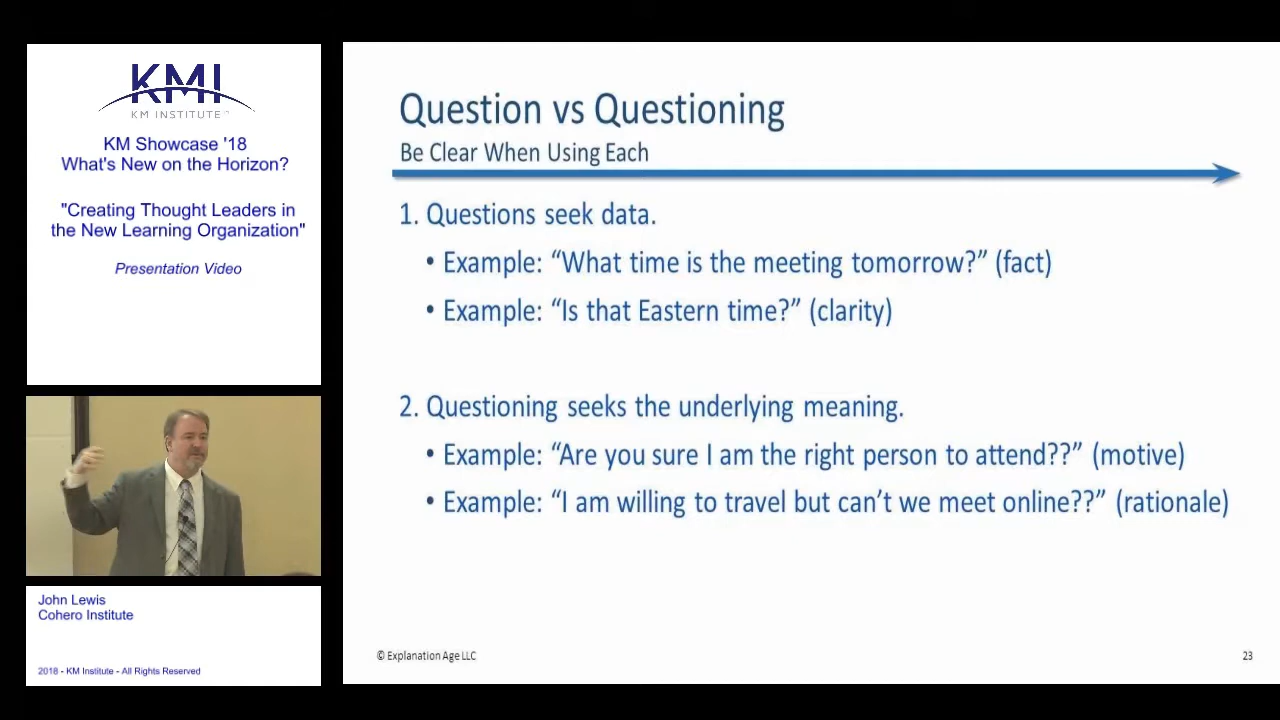 KMI
KM INSTITUTE™
KM Showcase '18
What's New on the Horizon?
"Creating Thought Leaders in
the New Learning Organization"
Presentation Video
John Lewis
Cohero Institute
2018 - KM Institute - All Rights Reserved
Question vs Questioning
Be Clear When Using Each
1. Questions seek data.
• Example: “What time is the meeting tomorrow?” (fact)
• Example: “Is that Eastern time?” (clarity)
2. Questioning seeks the underlying meaning.
• Example: “Are you sure I am the right person to attend??” (motive)
• Example: “I am willing to travel but can’t we meet online??” (rationale)
© Explanation Age LLC
23